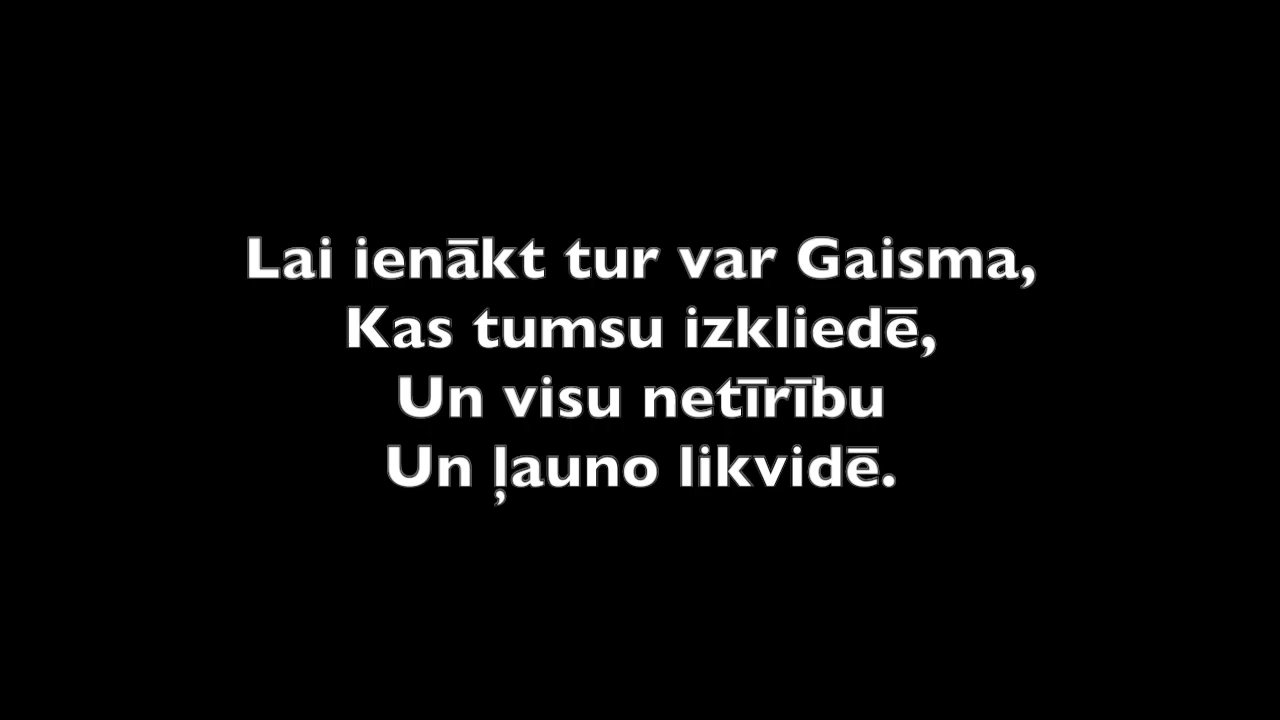 Lai ienākt tur var Gaisma,
Kas tumsu izkliedē,
Un visu netīrību
Un ļauno likvidē.